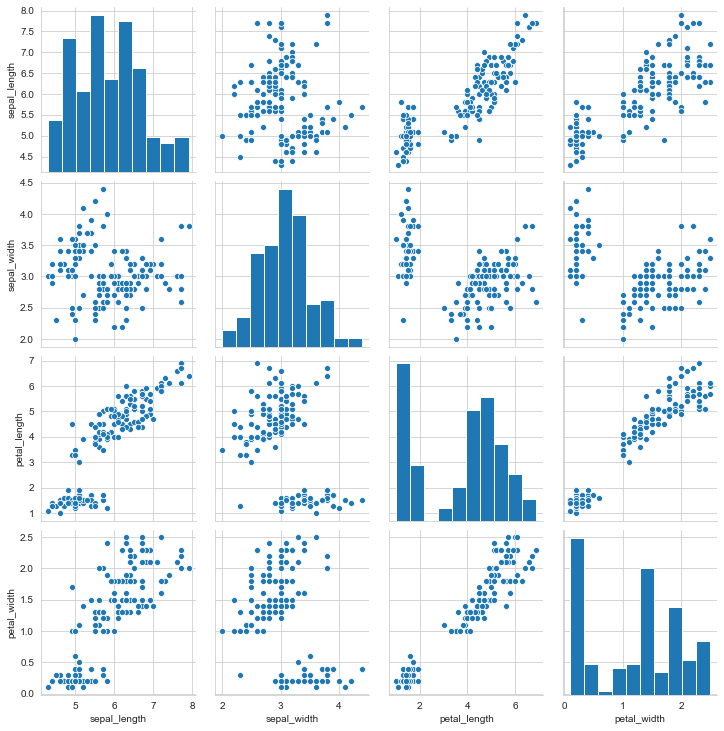 8.0
7.5
7.0
6.5
6.0
5.5
5.0
4.5
sepal_length
4.5
4.0
3.5
3.0
2.5
2.0
sepal_width
7
6
5
4
3
2
1
petal_length
2.5
2.0
1.5
1.0
0.5
0.0
petal_width
5 6 7 8
sepal_length
2 3 4
sepal_width
2 4 6
petal_length
0 1 2
petal_width